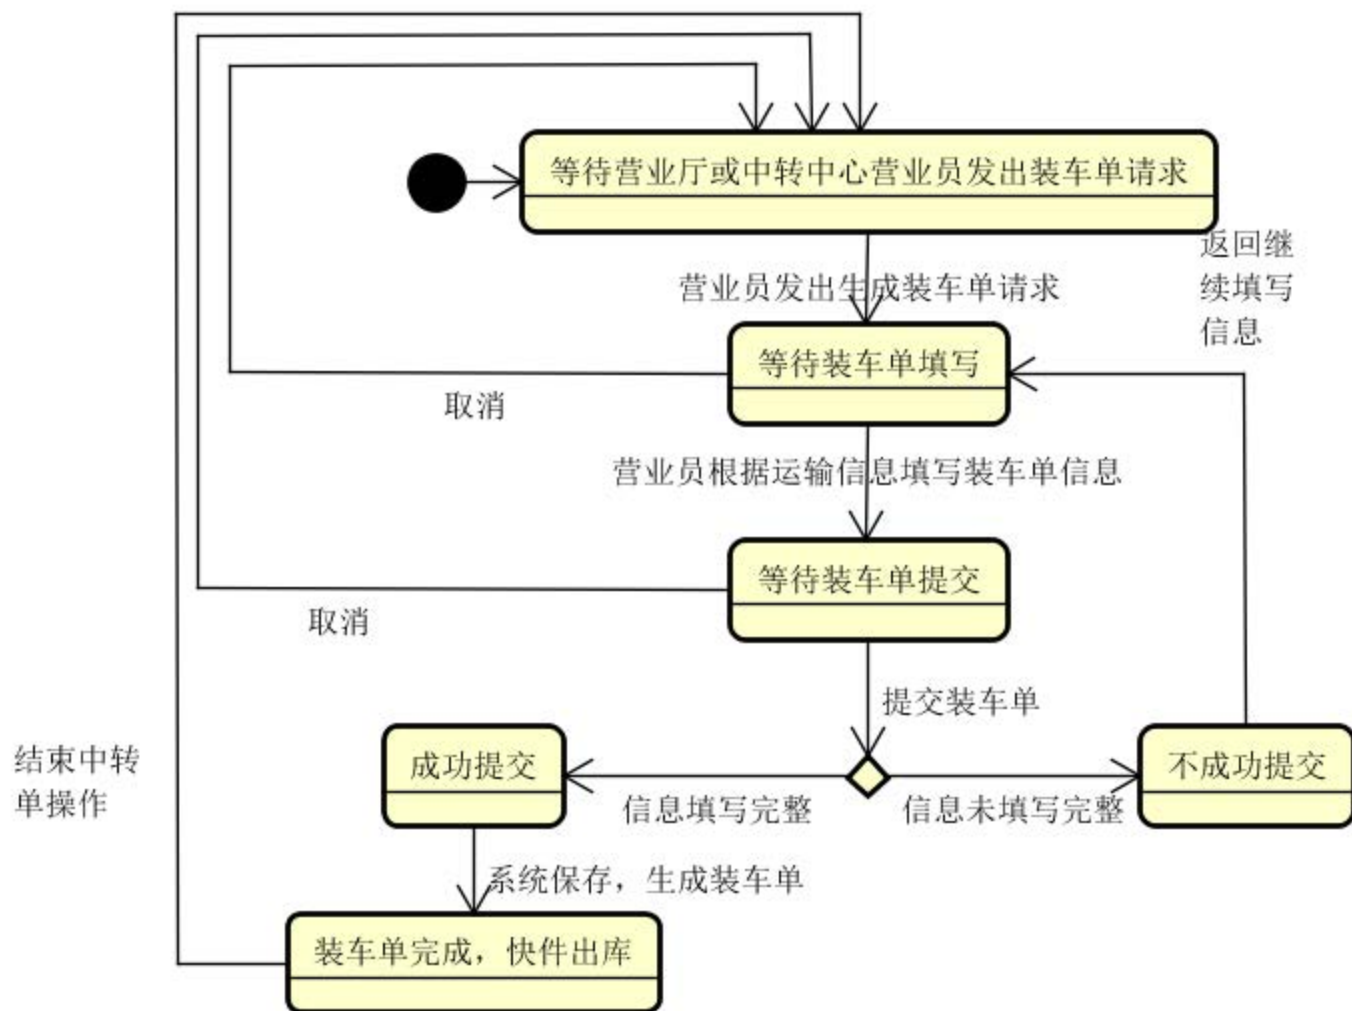 等待营业厅或中转中心营业员发出装车单请求
返回继
续填写
信息
营业员发出生成装车单请求
等待装车单填写
取消
营业员根据运输信息填写装车单信息
等待装车单提交
取消
提交装车单
结束中转
单操作
成功提交
不成功提交
信息填写完整
信息未填写完整
系统保存，生成装车单
装车单完成，快件出库